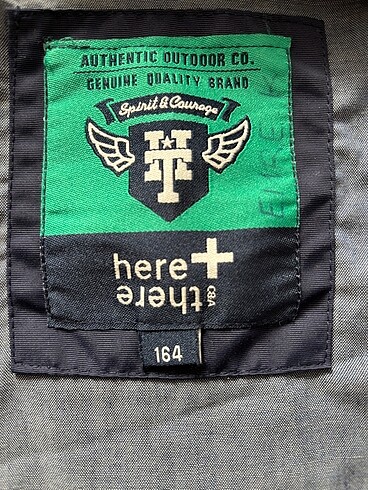 AUTHENTIC OUTDOOR CO.
GENUINE QUALITY BRAND
Spirit & Courage
HT
here+
there
C&A
164